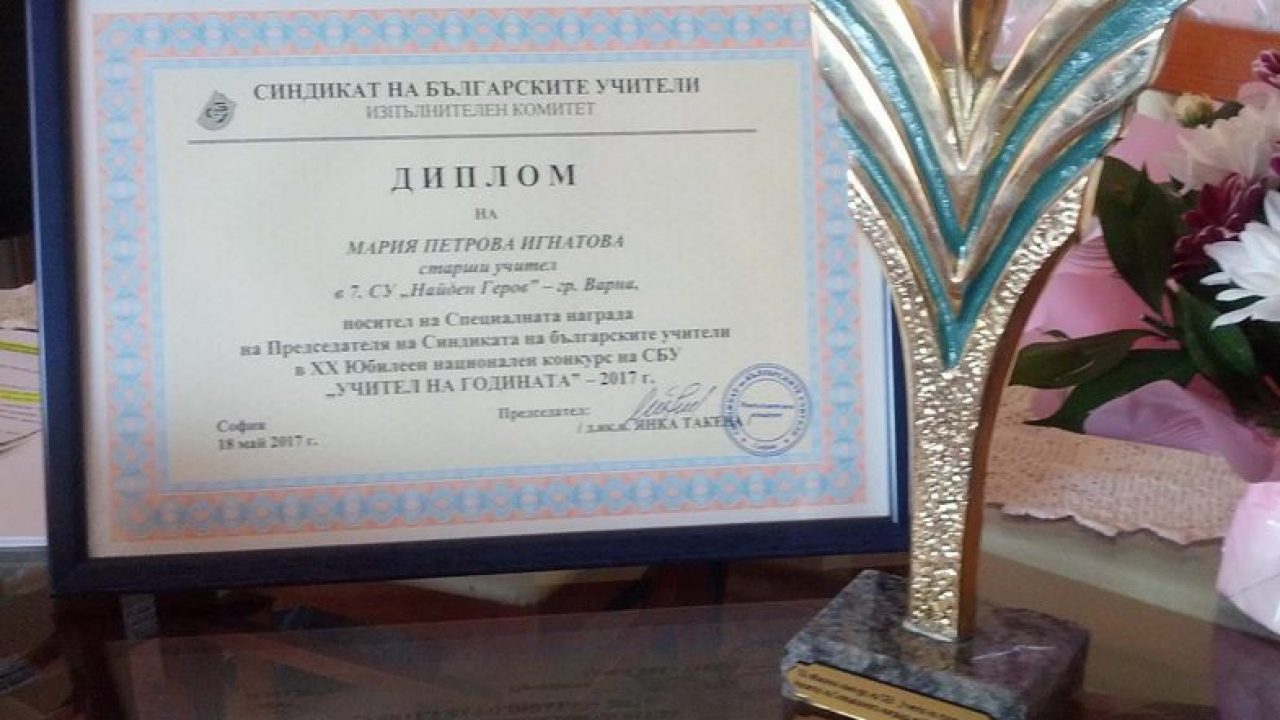 СИНДИКАТ НА БЪЛГАРСКИТЕ УЧИТЕЛИ
ИЗПЪЛНИТЕЛЕН КОМИТЕТ
ДИПЛОМ
НА
МАРИЯ ПЕТРОВА ИГНАТОВА
старши учител
в 7. СУ „Найден Геров” – гр. Варна,
носител на Специалната награда
на Председателя на Синдиката на българските учители
в XX Юбилеен национален конкурс на СБУ
„УЧИТЕЛ НА ГОДИНАТА” – 2017 г.
Председател:
/ д.ик.н. ЯНКА ТАКЕВА /
София
18 май 2017 г.